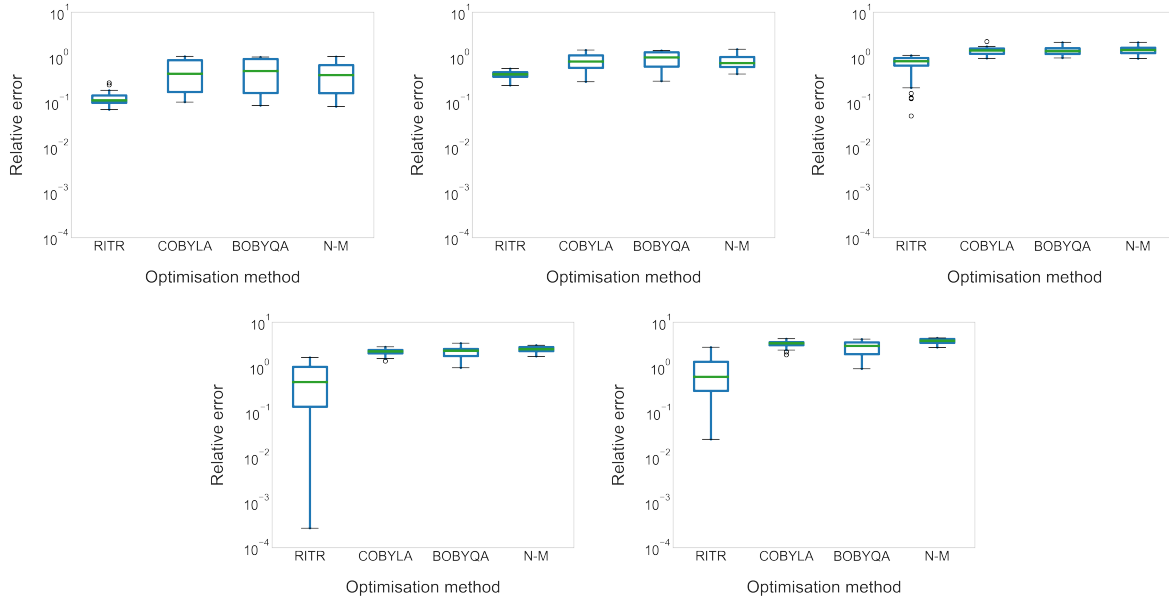 10^1
10^0
10^−1
10^−2
10^−3
10^−4
Relative error
RITR COBYLA BOBYQA N-M
Optimisation method
10^1
10^0
10^−1
10^−2
10^−3
10^−4
Relative error
RITR COBYLA BOBYQA N-M
Optimisation method
10^1
10^0
10^−1
10^−2
10^−3
10^−4
Relative error
RITR COBYLA BOBYQA N-M
Optimisation method
10^1
10^0
10^−1
10^−2
10^−3
10^−4
Relative error
RITR COBYLA BOBYQA N-M
Optimisation method
10^1
10^0
10^−1
10^−2
10^−3
10^−4
Relative error
RITR COBYLA BOBYQA N-M
Optimisation method